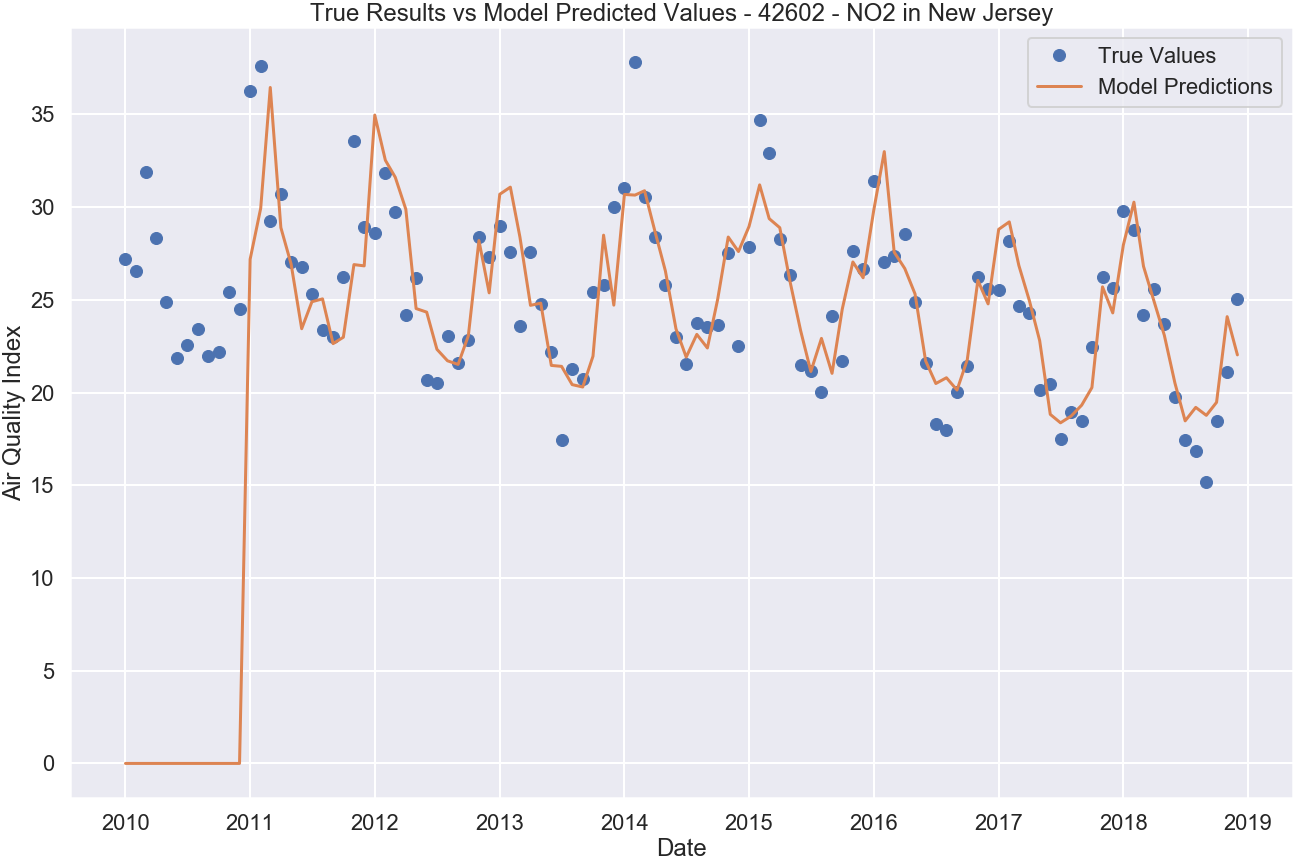 True Results vs Model Predicted Values - 42602 - NO2 in New Jersey
True Values
Model Predictions
Air Quality Index
35
30
25
20
15
10
5
0
2010 2011 2012 2013 2014 2015 2016 2017 2018 2019
Date